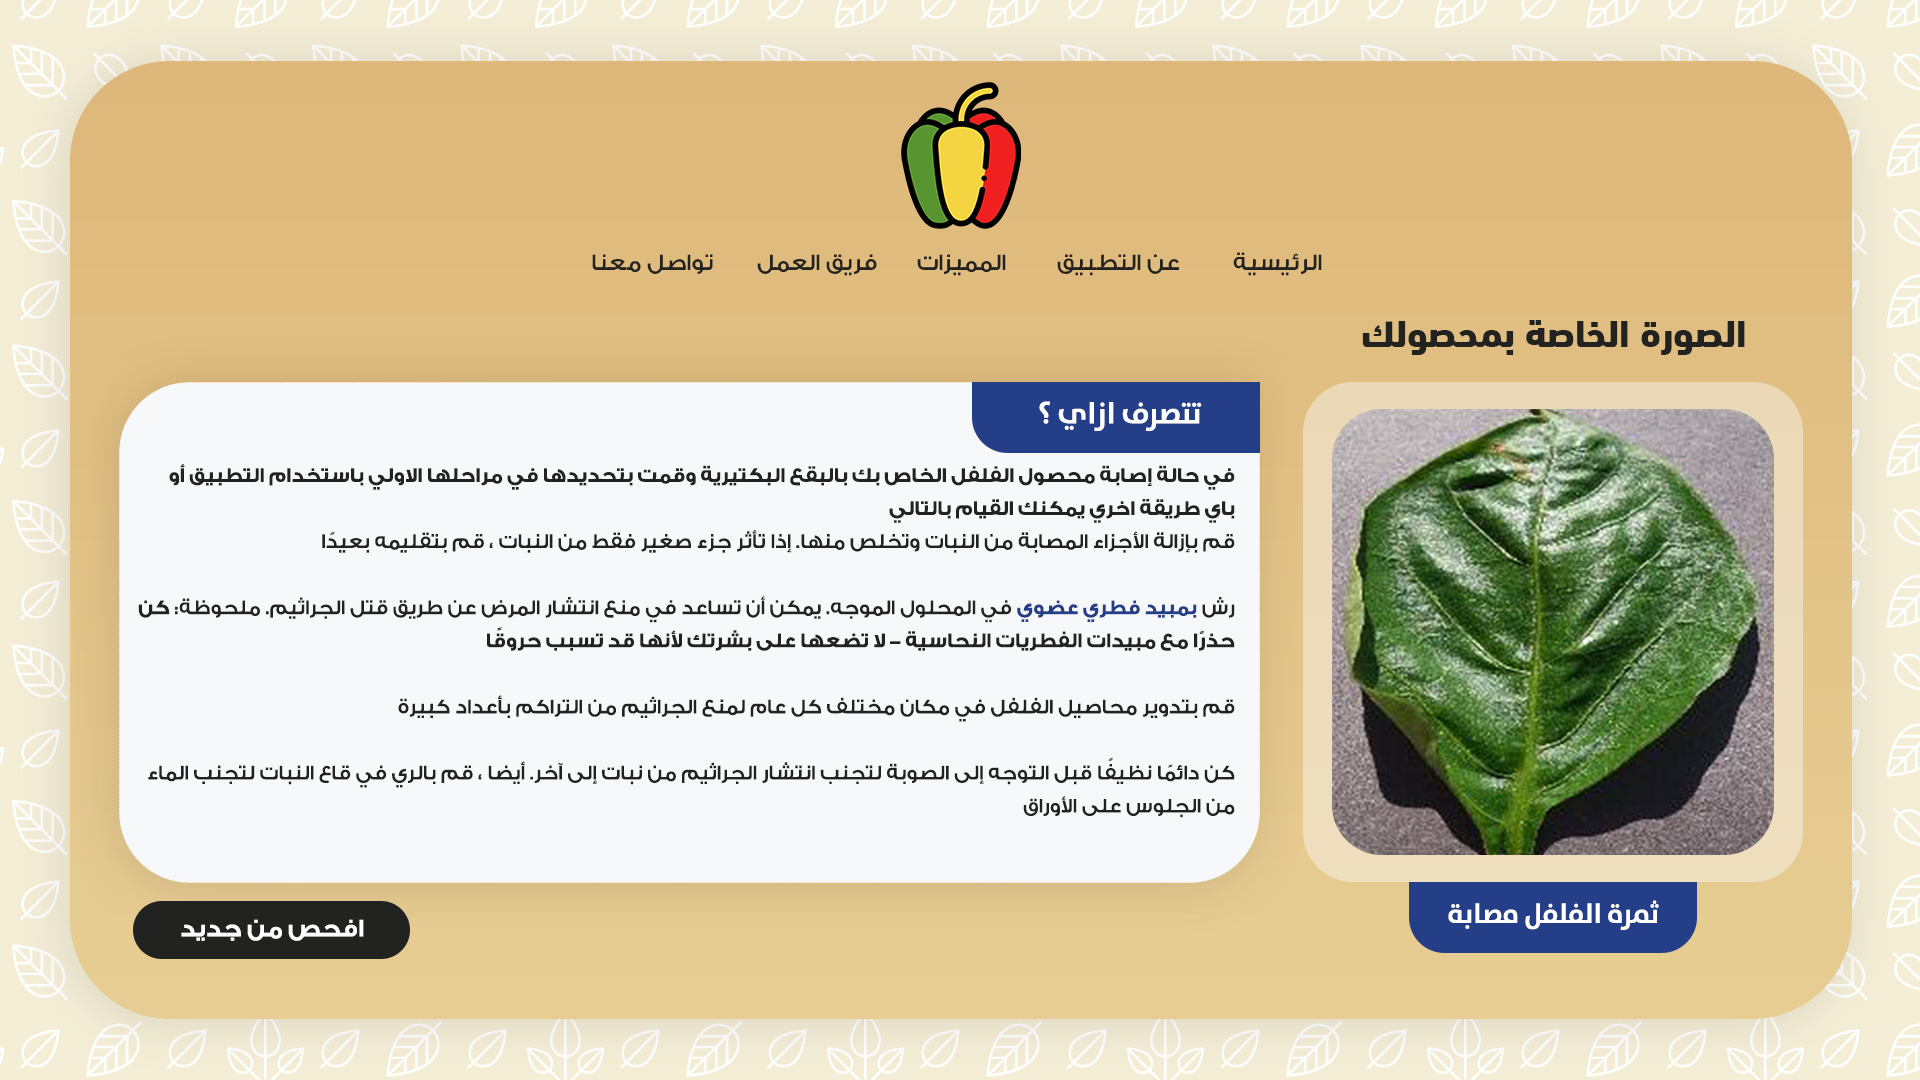 الرئيسية عن التطبيق المميزات فريق العمل تواصل معنا
الصورة الخاصة بمحصولك
ثمرة الفلفل مصابة
تتصرف ازاي ؟
في حالة إصابة محصول الفلفل الخاص بك بالبقع البكتيرية وقمت بتحديدها في مراحلها الاولي باستخدام التطبيق أو
باي طريقة اخري يمكنك القيام بالتالي
قم بإزالة الأجزاء المصابة من النبات وتخلص منها. إذا تأثر جزء صغير فقط من النبات ، قم بتقليمه بعيدًا
رش بمبيد فطري عضوي في المحلول الموجه. يمكن أن تساعد في منع انتشار المرض عن طريق قتل الجراثيم. ملحوظة: كن
حذرًا مع مبيدات الفطريات النحاسية – لا تضعها على بشرتك لأنها قد تسبب حروقًا
قم بتدوير محاصيل الفلفل في مكان مختلف كل عام لمنع الجراثيم من التراكم بأعداد كبيرة
كن دائمًا نظيفًا قبل التوجه إلى الصوبة لتجنب انتشار الجراثيم من نبات إلى آخر. أيضا ، قم بالري في قاع النبات لتجنب الماء
من الجلوس على الأوراق
افحص من جديد